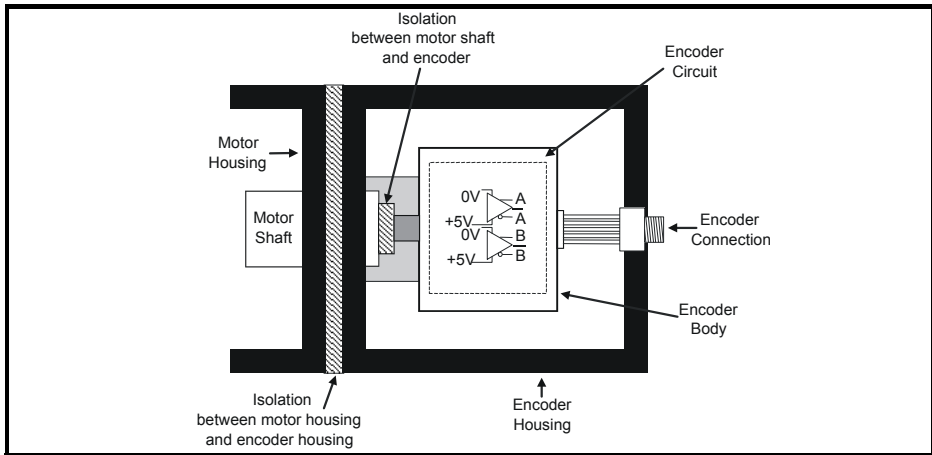 Isolation
between motor shaft
and encoder
Encoder
Circuit
Motor
Housing
Motor
Shaft
0V
A
+5V
A
0V
B
+5V
B
Encoder
Connection
Encoder
Body
Isolation
between motor housing
and encoder housing
Encoder
Housing